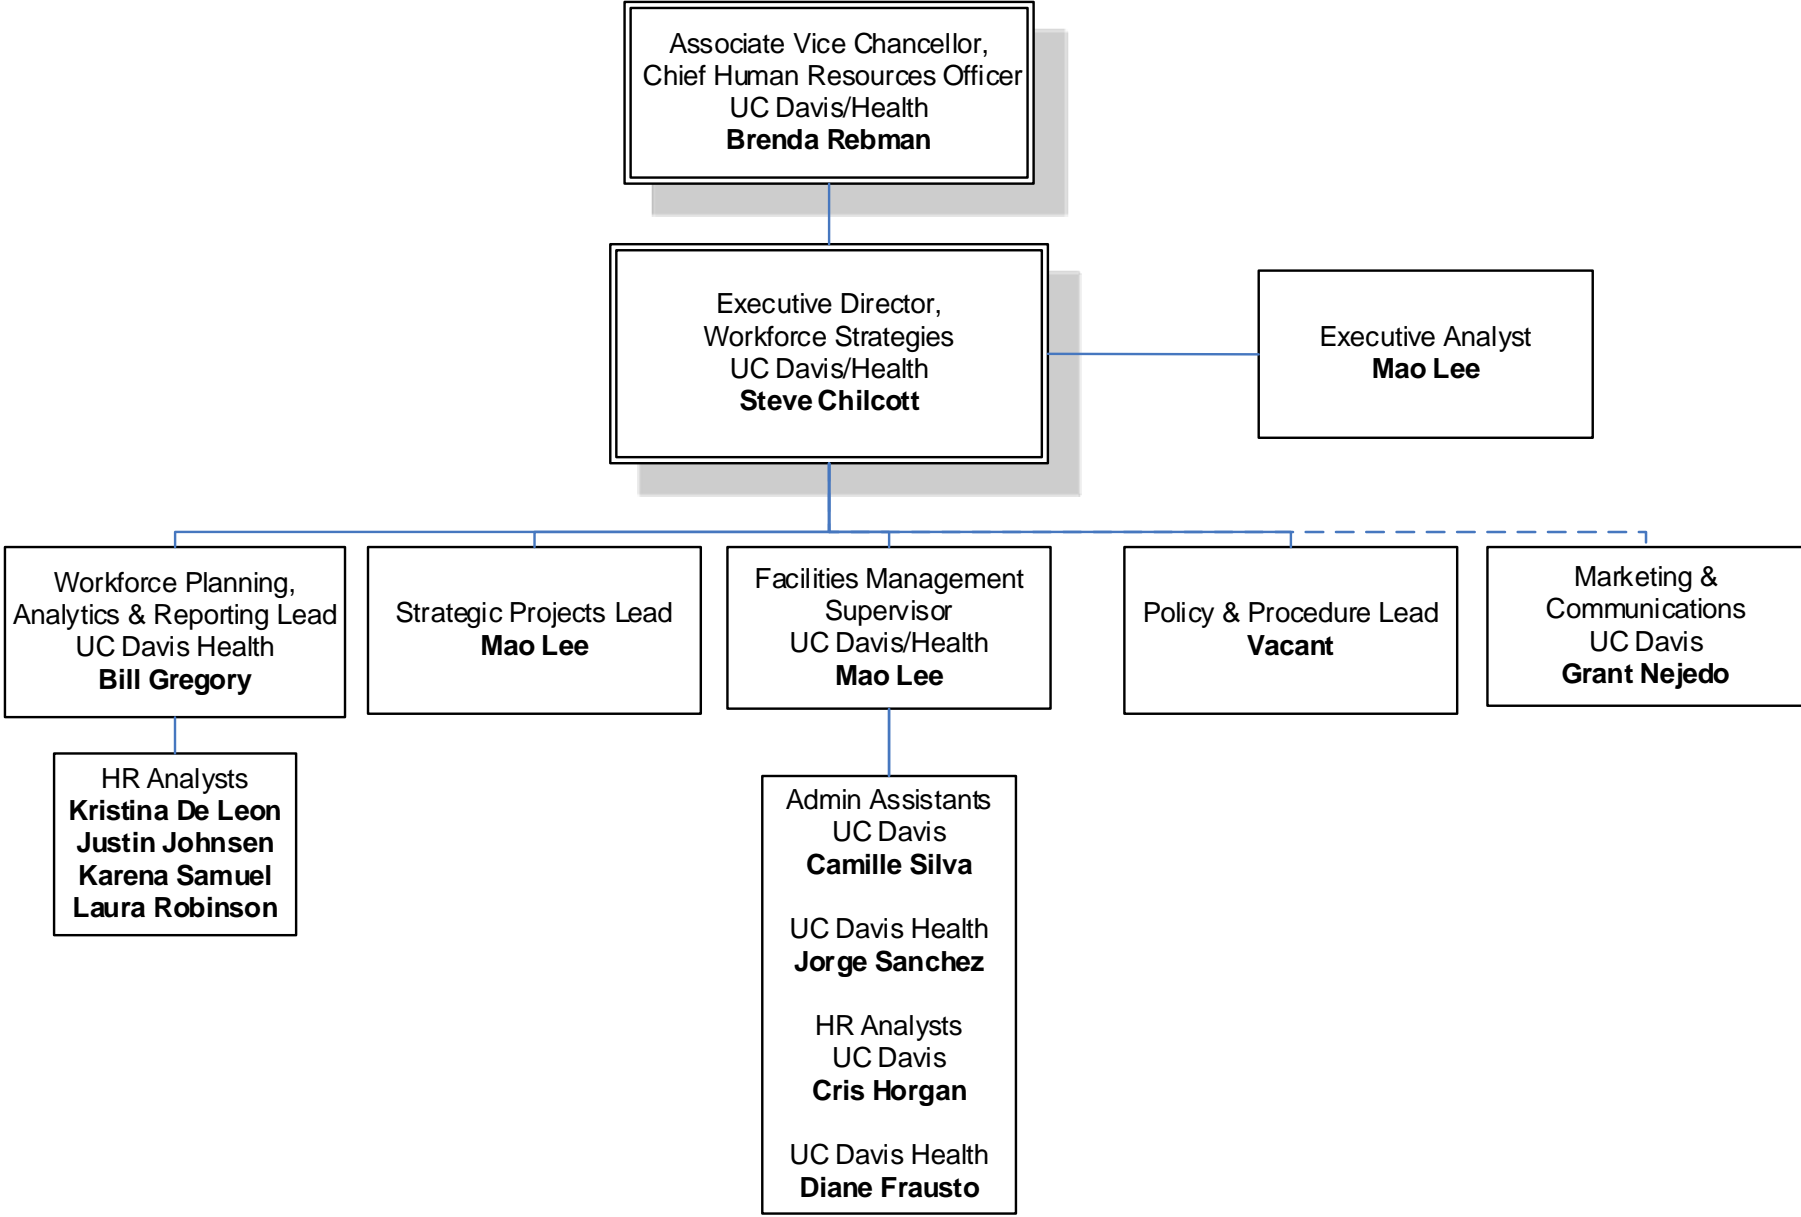 Associate Vice Chancellor,
Chief Human Resources Officer
UC Davis/Health
Brenda Rebman
Executive Director,
Workforce Strategies
UC Davis/Health
Steve Chilcott
Executive Analyst
Mao Lee
Workforce Planning,
Analytics & Reporting Lead
UC Davis Health
Bill Gregory
Strategic Projects Lead
Mao Lee
Facilities Management
Supervisor
UC Davis/Health
Mao Lee
Policy & Procedure Lead
Vacant
Marketing &
Communications
UC Davis
Grant Nejedo
HR Analysts
Kristina De Leon
Justin Johnsen
Karena Samuel
Laura Robinson
Admin Assistants
UC Davis
Camille Silva
UC Davis Health
Jorge Sanchez
HR Analysts
UC Davis
Cris Horgan
UC Davis Health
Diane Frausto